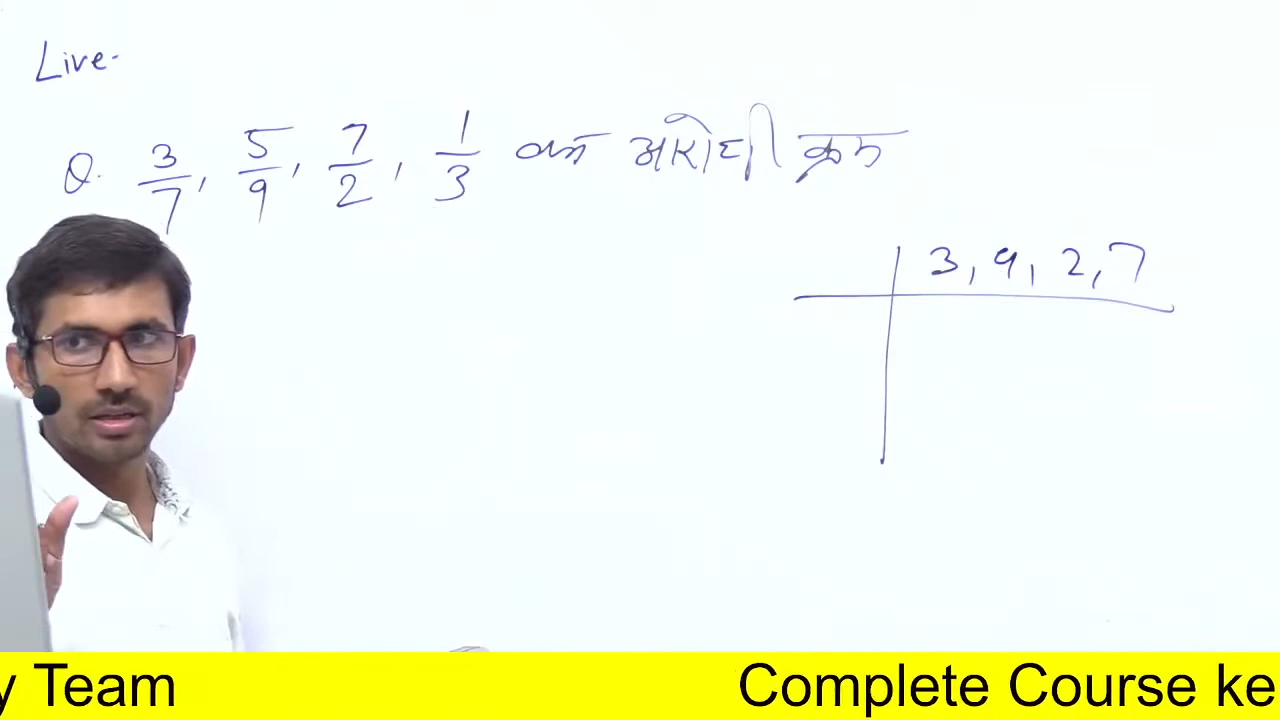 Live-
Q. 3/7, 5/9, 7/2, 1/3 का आरोही क्रम
3, 9, 2, 7
y Team Complete Course ke